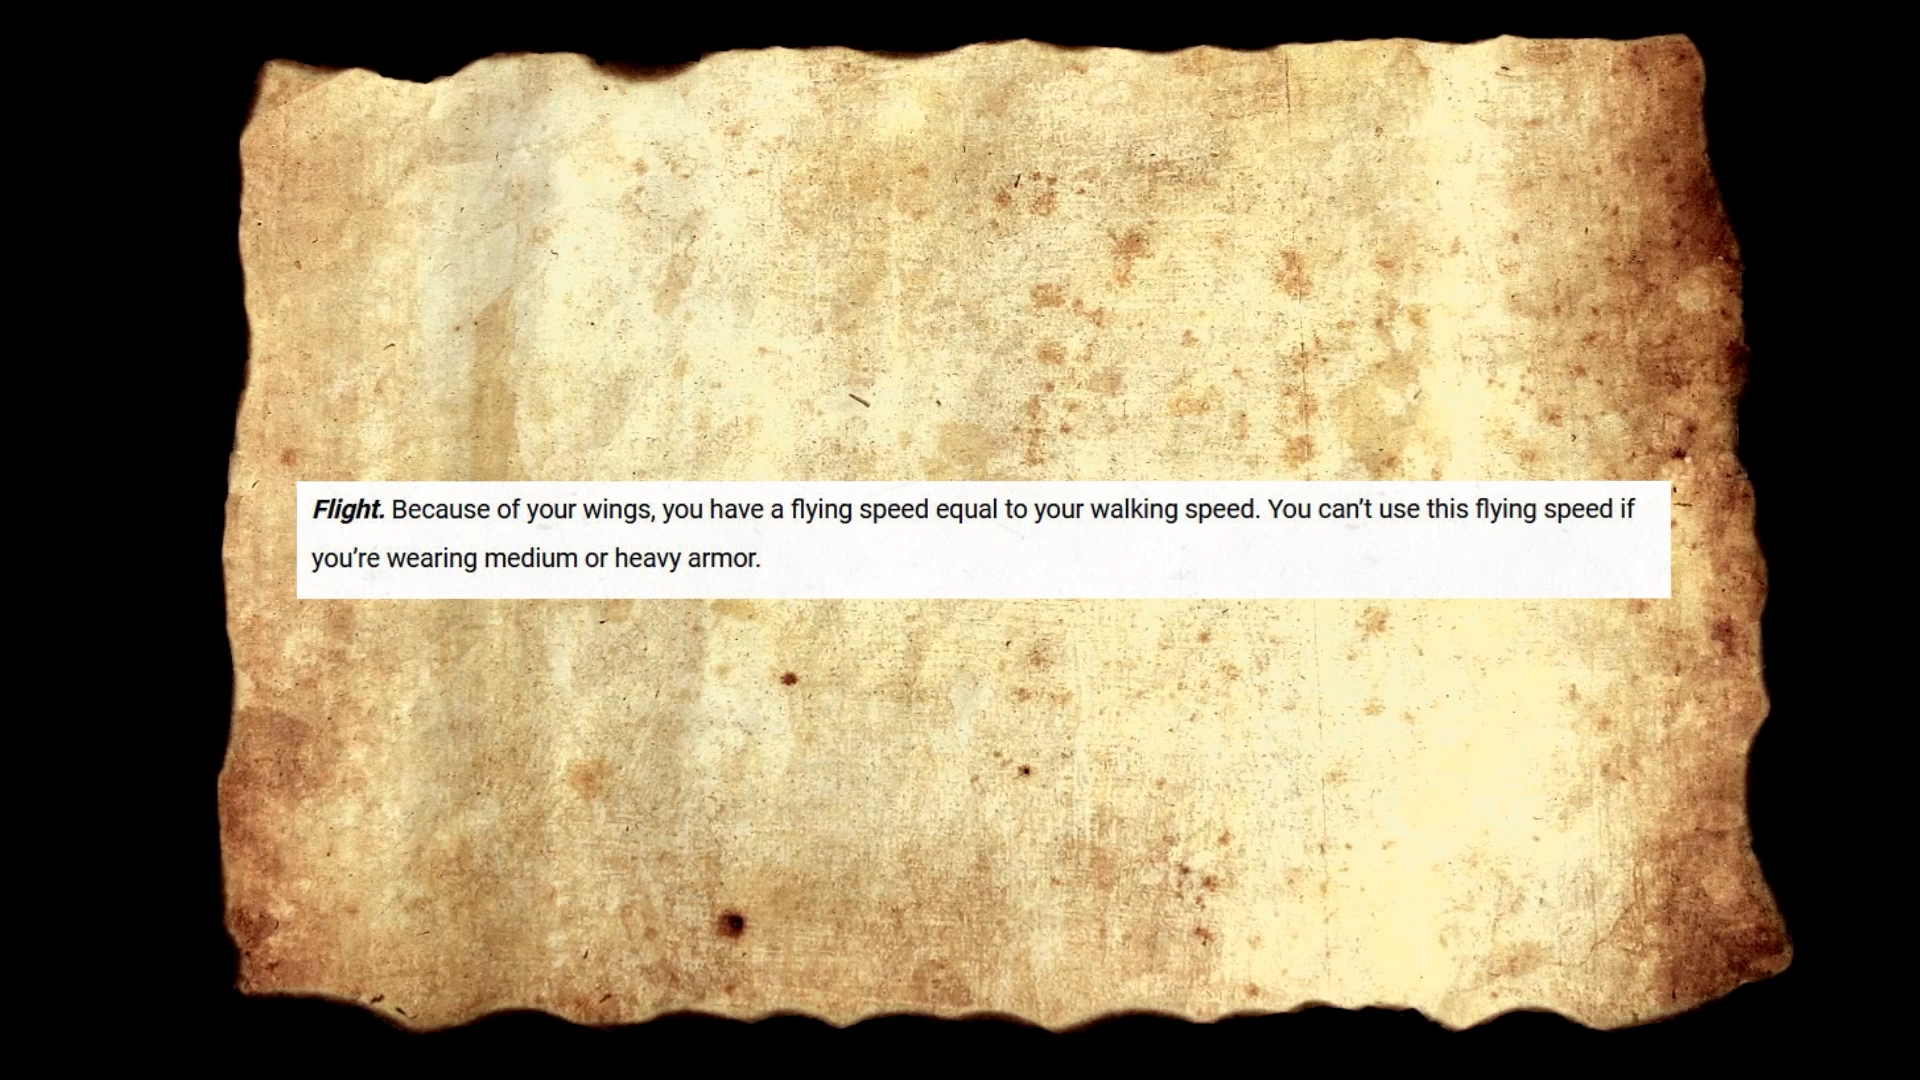 Flight. Because of your wings, you have a flying speed equal to your walking speed. You can’t use this flying speed if
you’re wearing medium or heavy armor.